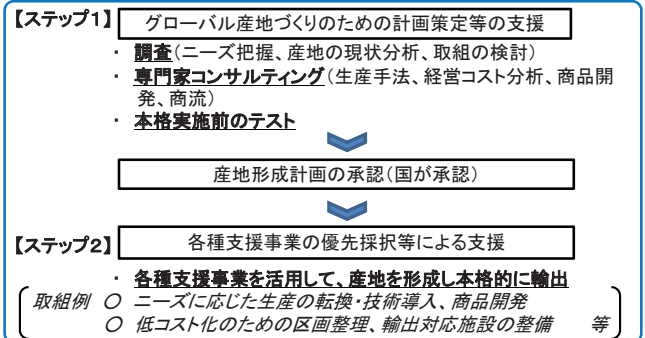 【ステップ1】 グローバル産地づくりのための計画策定等の支援
・ 調査(ニーズ把握、産地の現状分析、取組の検討)
・ 専門家コンサルティング(生産手法、経営コスト分析、商品開
発、商流)
・ 本格実施前のテスト
産地形成計画の承認(国が承認)
【ステップ2】 各種支援事業の優先採択等による支援
・ 各種支援事業を活用して、産地を形成し本格的に輸出
取組例 ○ ニーズに応じた生産の転換・技術導入、商品開発
○ 低コスト化のための区画整理、輸出対応施設の整備 等